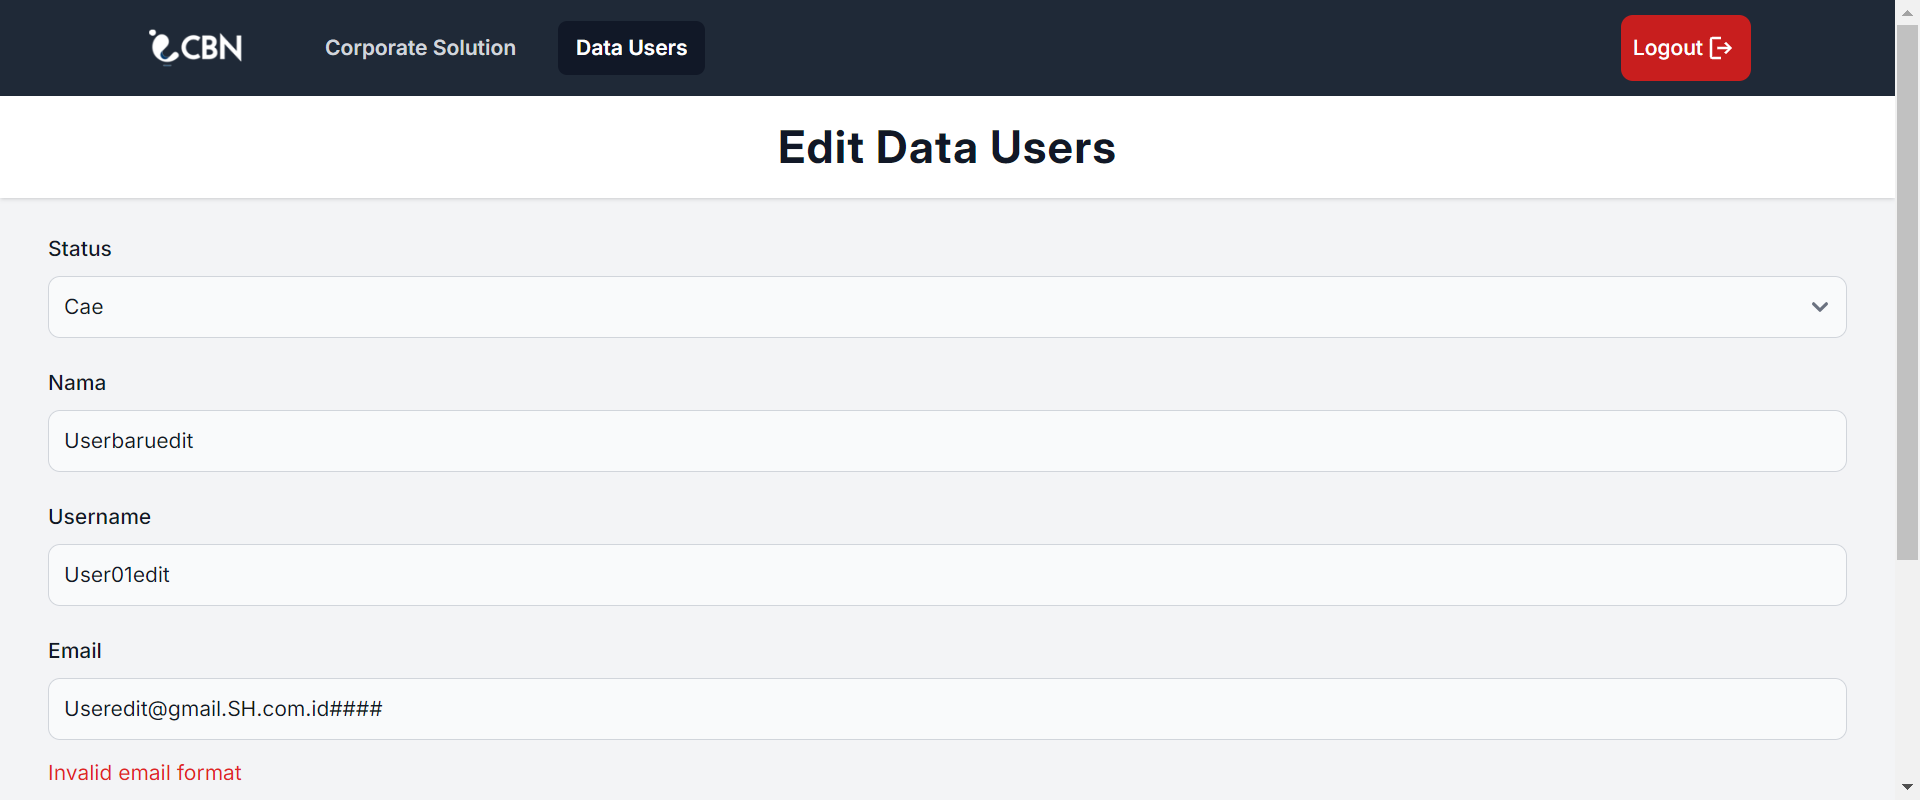 CBN
Corporate Solution
Data Users
Logout
Edit Data Users
Status
Cae
Nama
Userbaruedit
Username
User01edit
Email
Useredit@gmail.SH.com.id####
Invalid email format